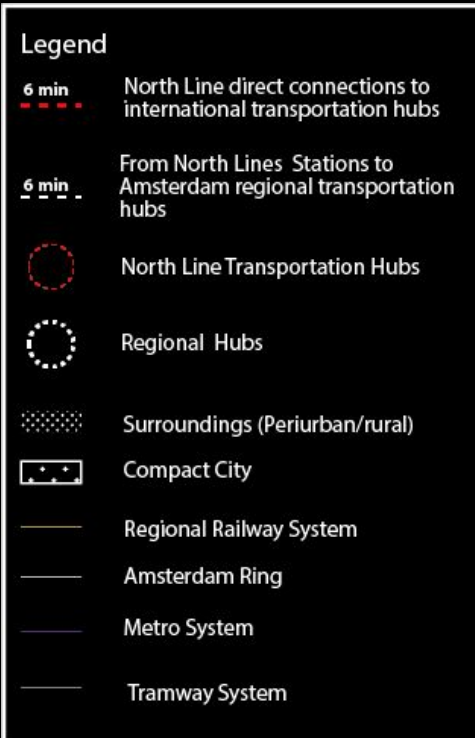 Legend
6 min
North Line direct connections to
international transportation hubs
6 min
From North Lines Stations to
Amsterdam regional transportation
hubs
North Line Transportation Hubs
Regional Hubs
Surroundings (Periurban/rural)
Compact City
Regional Railway System
Amsterdam Ring
Metro System
Tramway System